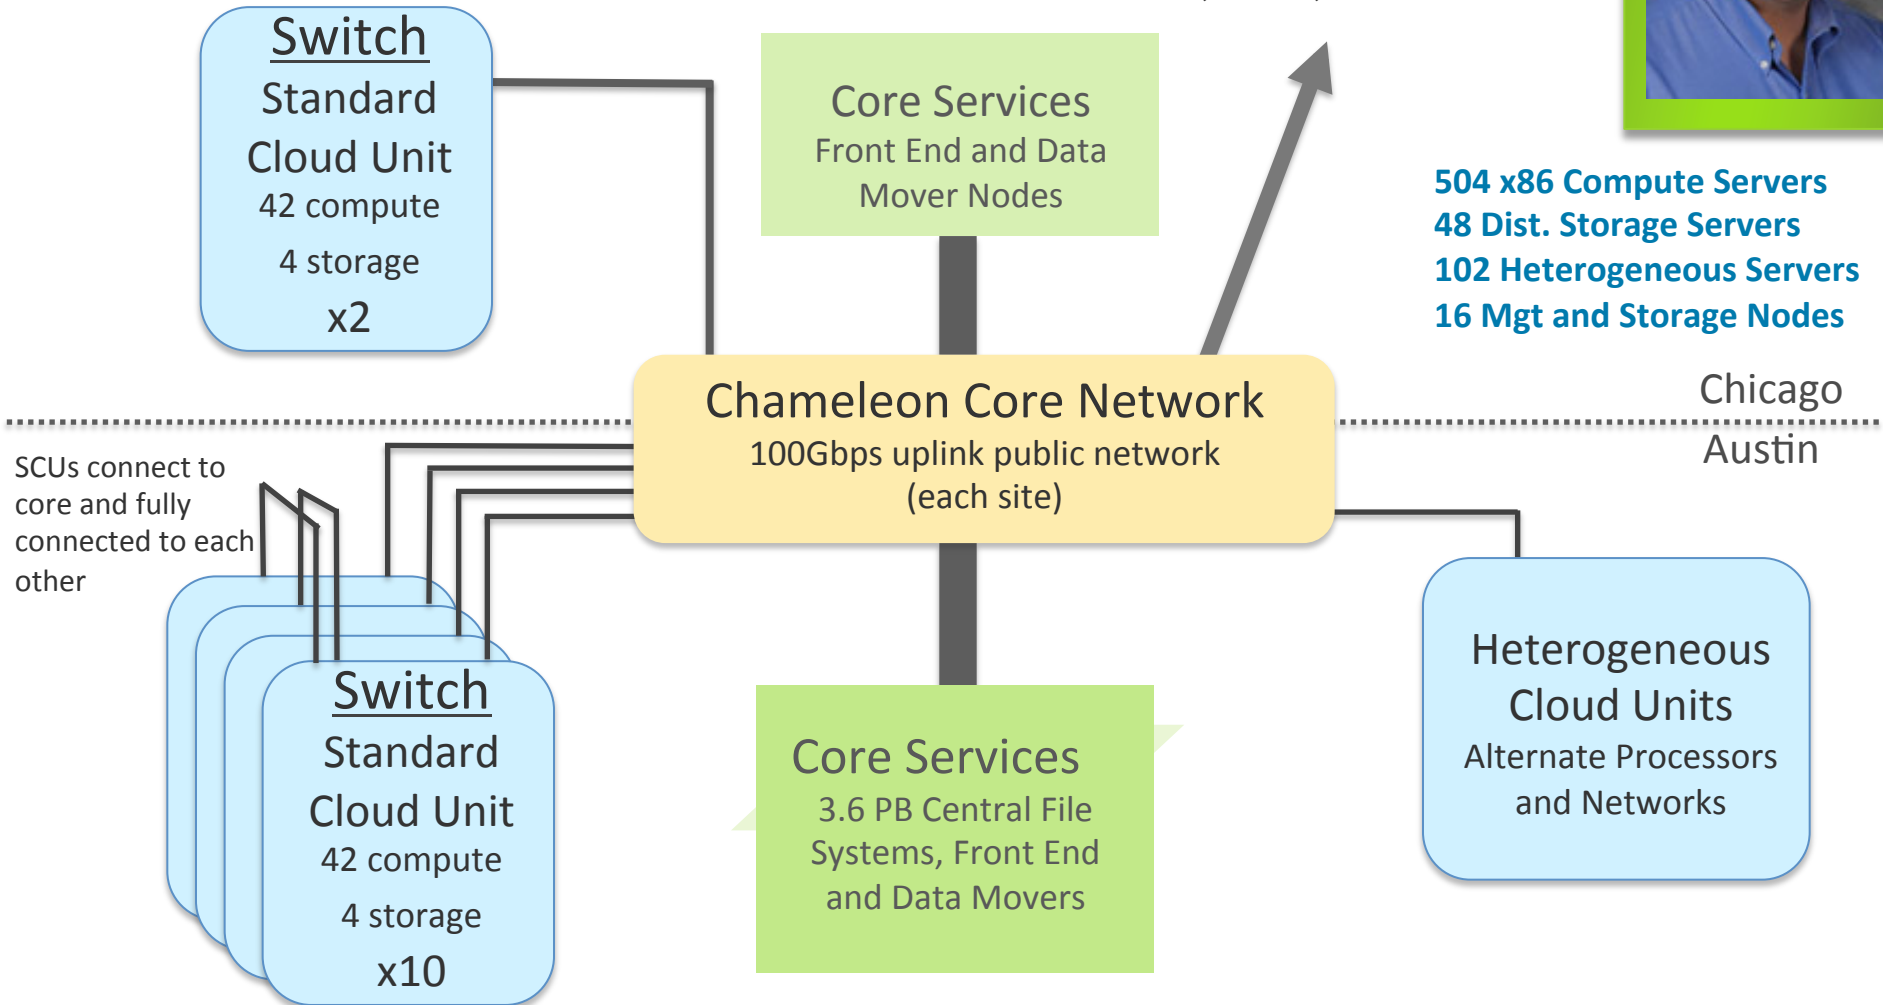 Switch
Standard
Cloud Unit
42 compute
4 storage
x2
Core Services
Front End and Data
Mover Nodes
504 x86 Compute Servers
48 Dist. Storage Servers
102 Heterogeneous Servers
16 Mgt and Storage Nodes
Chicago
Austin
Chameleon Core Network
100Gbps uplink public network
(each site)
SCUs connect to
core and fully
connected to each
other
Switch
Standard
Cloud Unit
42 compute
4 storage
x10
Core Services
3.6 PB Central File
Systems, Front End
and Data Movers
Heterogeneous
Cloud Units
Alternate Processors
and Networks